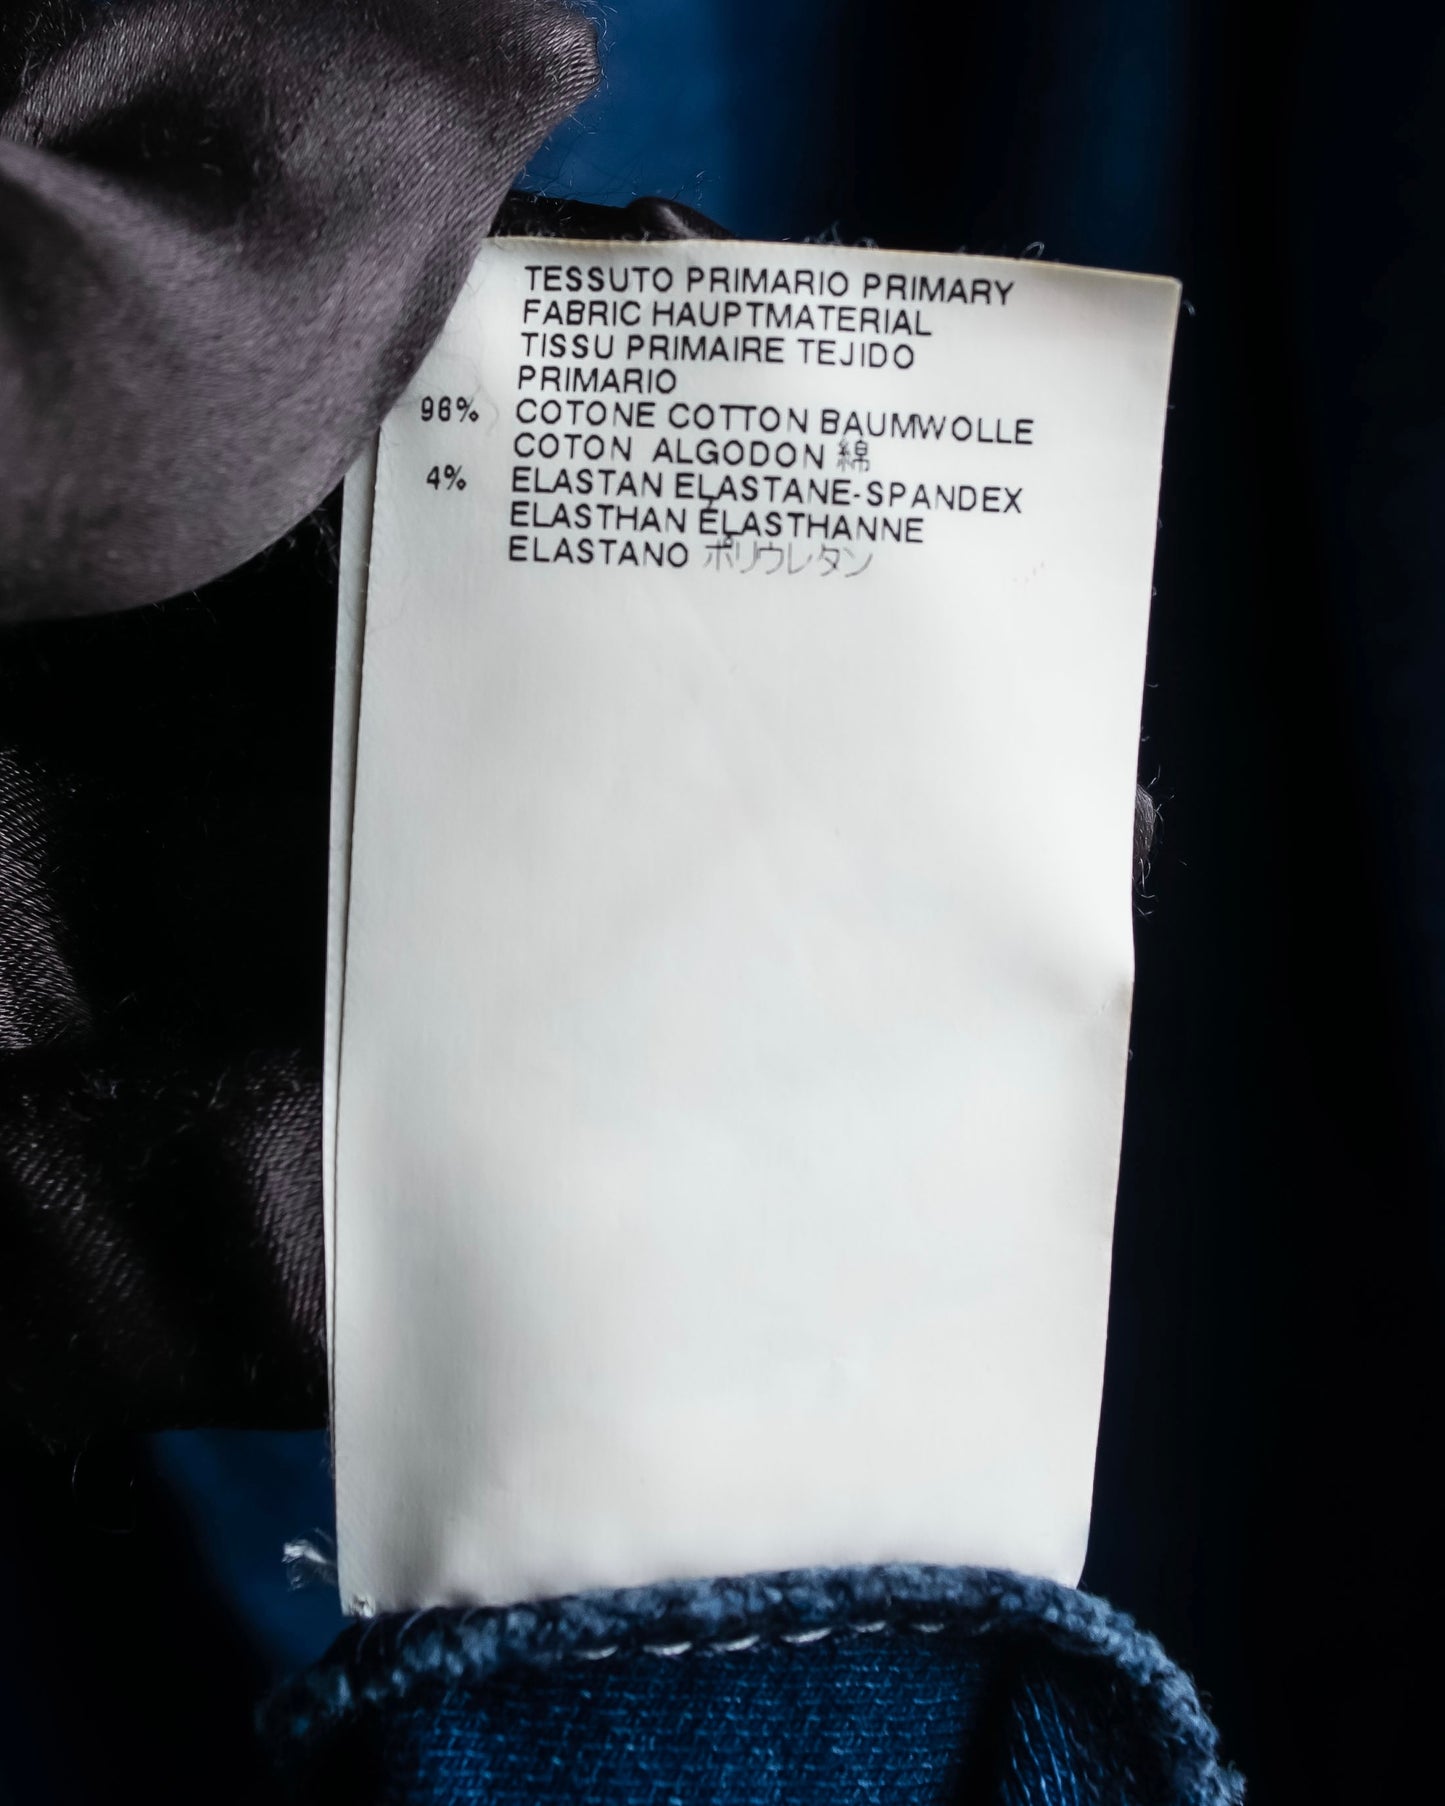 TESSUTO PRIMARIO PRIMARY
FABRIC HAUPTMATERIAL
TISSU PRIMAIRE TEJIDO
PRIMARIO
96% COTONE COTTON BAUMWOLLE
COTON ALGODON 綿
4% ELASTAN ELASTANE-SPANDEX
ELASTHAN ÉLASTHANNE
ELASTANO ポリウレタン